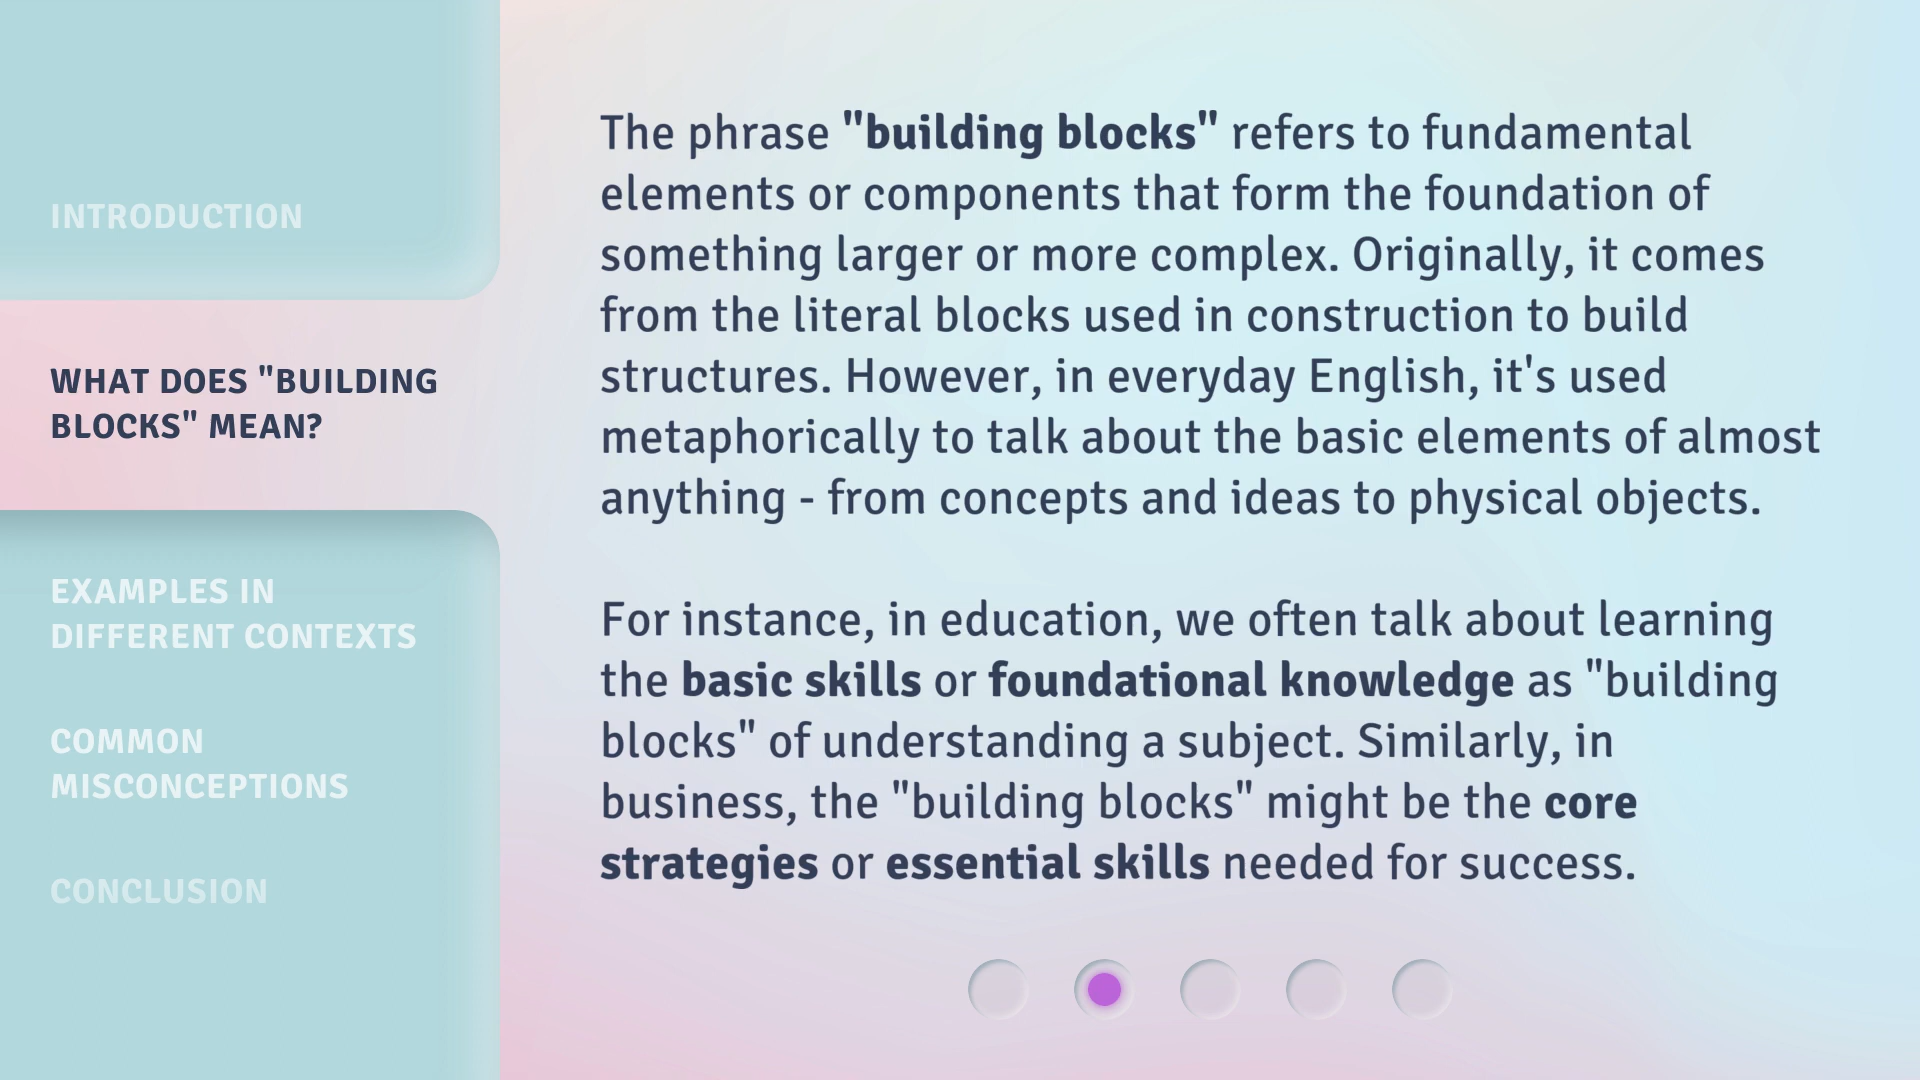 INTRODUCTION
WHAT DOES "BUILDING
BLOCKS" MEAN?
EXAMPLES IN
DIFFERENT CONTEXTS
COMMON
MISCONCEPTIONS
CONCLUSION
The phrase "building blocks" refers to fundamental
elements or components that form the foundation of
something larger or more complex. Originally, it comes
from the literal blocks used in construction to build
structures. However, in everyday English, it's used
metaphorically to talk about the basic elements of almost
anything - from concepts and ideas to physical objects.
For instance, in education, we often talk about learning
the basic skills or foundational knowledge as "building
blocks" of understanding a subject. Similarly, in
business, the "building blocks" might be the core
strategies or essential skills needed for success.